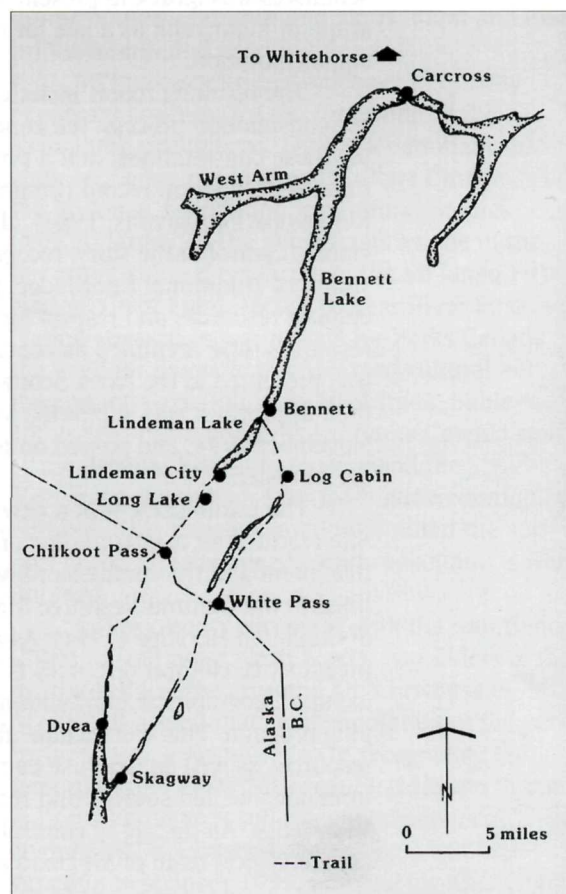 To Whitehorse
Carcross
West Arm
Bennett
Lake
Bennett
Lindeman Lake
Lindeman City
Log Cabin
Long Lake
Chilkoot Pass
White Pass
Alaska
B.C.
Dyea
Skagway
N
0 5 miles
Trail